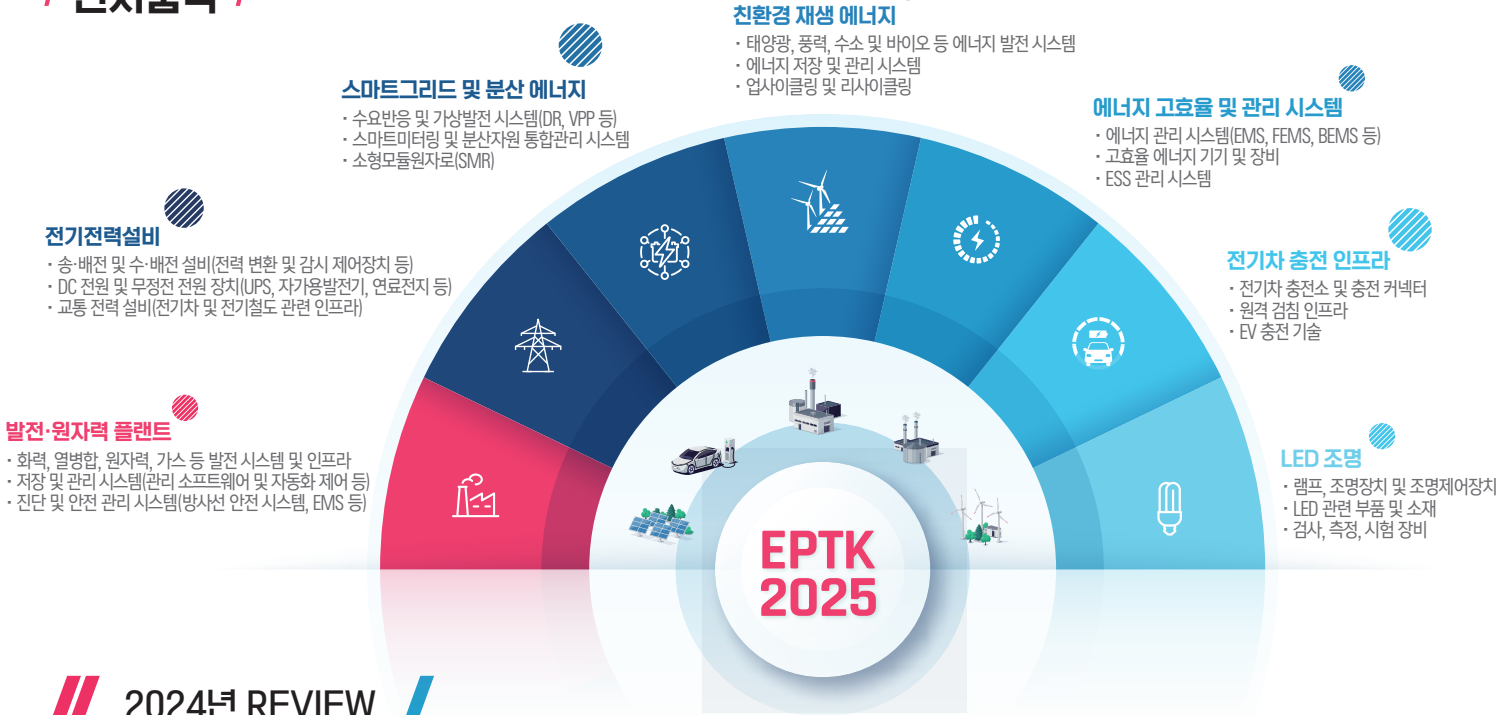 전시품목
친환경 재생 에너지
· 태양광, 풍력, 수소 및 바이오 등 에너지 발전 시스템
· 에너지 저장 및 관리 시스템
· 업사이클링 및 리사이클링
스마트그리드 및 분산 에너지
· 수요반응 및 가상발전 시스템(DR, VPP 등)
· 스마트미터링 및 분산자원 통합관리 시스템
· 소형모듈원자로(SMR)
에너지 고효율 및 관리 시스템
· 에너지 관리 시스템(EMS, FEMS, BEMS 등)
· 고효율 에너지 기기 및 장비
· ESS 관리 시스템
전기전력설비
· 송·배전 및 수·배전 설비(전력 변환 및 감시 제어장치 등)
· DC 전원 및 무정전 전원 장치(UPS, 자가용발전기, 연료전지 등)
· 교통 전력 설비(전기차 및 전기철도 관련 인프라)
전기차 충전 인프라
· 전기차 충전소 및 충전 커넥터
· 원격 검침 인프라
· EV 충전 기술
발전·원자력 플랜트
· 화력, 열병합, 원자력, 가스 등 발전 시스템 및 인프라
· 저장 및 관리 시스템(관리 소프트웨어 및 자동화 제어 등)
· 진단 및 안전 관리 시스템(방사선 안전 시스템, EMS 등)
LED 조명
· 램프, 조명장치 및 조명제어장치
· LED 관련 부품 및 소재
· 검사, 측정, 시험 장비
EPTK
2025
2024년 REVIEW